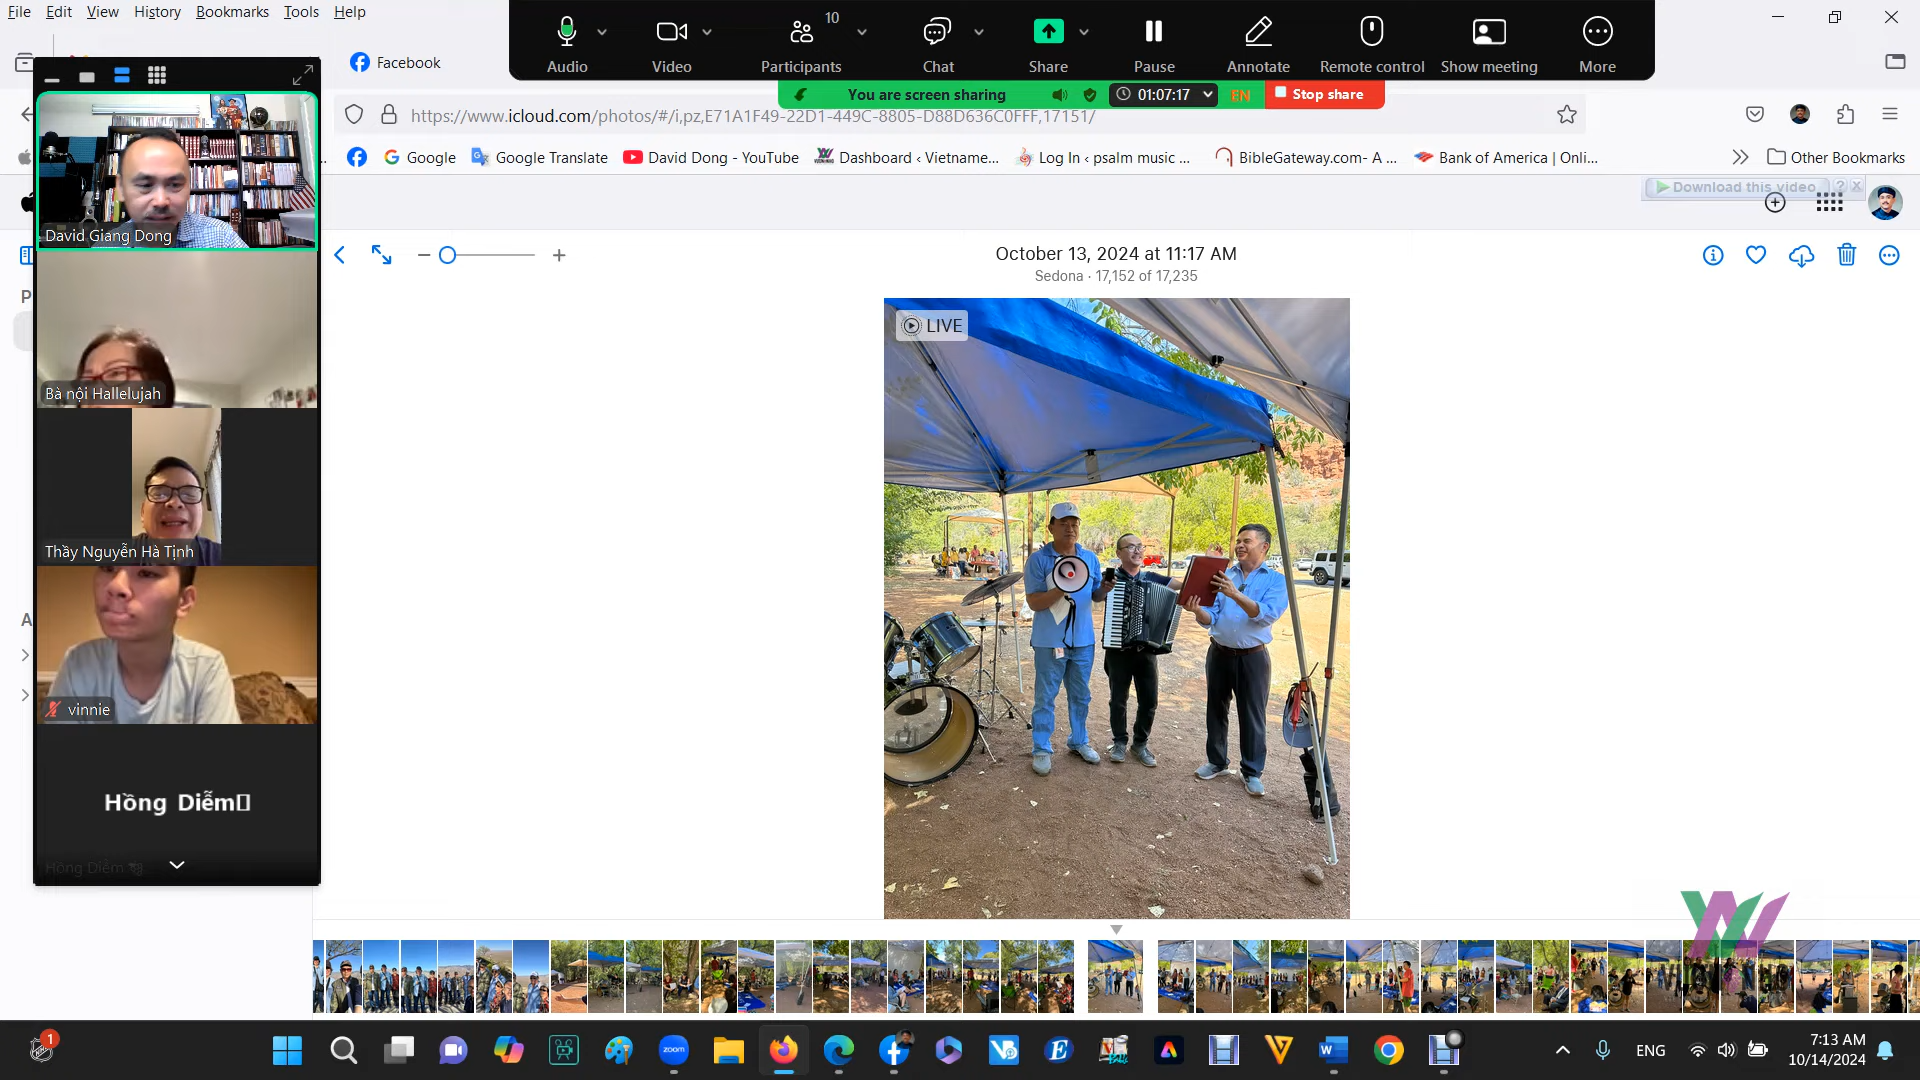 File Edit View History Bookmarks Tools Help
Audio Video Participants 10 Chat Share Pause Annotate Remote control Show meeting More
You are screen sharing 01:07:17 EN Stop share
Facebook
https://www.icloud.com/photos/#/i,pz,E71A1F49-22D1-449C-8805-D88D636C0FFF,17151/
Google Google Translate David Dong - YouTube Dashboard ‹ Vietname... Log In ‹ psalm music ... BibleGateway.com- A ... Bank of America | Onli... Other Bookmarks
Download this video ? X
October 13, 2024 at 11:17 AM
Sedona · 17,152 of 17,235
LIVE
David Giang Dong
Bà nội Hallelujah
Thầy Nguyễn Hà Tịnh
vinnie
Hồng Diễm
Hồng Diễm
P
A
1
zoom
ENG
7:13 AM
10/14/2024